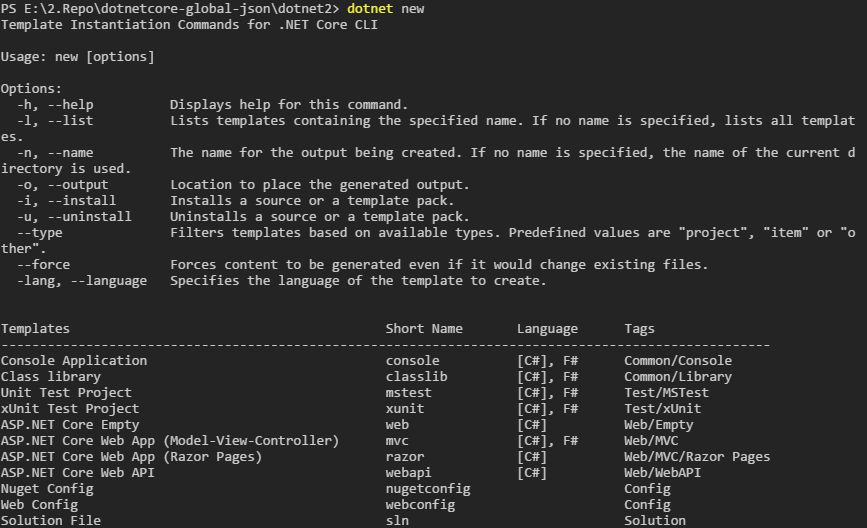 PS E:\2.Repo\dotnetcore-global-json\dotnet2> dotnet new
Template Instantiation Commands for .NET Core CLI
Usage: new [options]
Options:
-h, --help Displays help for this command.
-l, --list Lists templates containing the specified name. If no name is specified, lists all templat
es.
-n, --name The name for the output being created. If no name is specified, the name of the current d
irectory is used.
-o, --output Location to place the generated output.
-i, --install Installs a source or a template pack.
-u, --uninstall Uninstalls a source or a template pack.
--type Filters templates based on available types. Predefined values are "project", "item" or "o
ther".
--force Forces content to be generated even if it would change existing files.
-lang, --language Specifies the language of the template to create.
Templates Short Name Language Tags
----------------------------------------------------------------------------------------------------
Console Application console [C#], F# Common/Console
Class library classlib [C#], F# Common/Library
Unit Test Project mstest [C#], F# Test/MSTest
xUnit Test Project xunit [C#], F# Test/xUnit
ASP.NET Core Empty web [C#] Web/Empty
ASP.NET Core Web App (Model-View-Controller) mvc [C#], F# Web/MVC
ASP.NET Core Web App (Razor Pages) razor [C#] Web/MVC/Razor Pages
ASP.NET Core Web API webapi [C#] Web/WebAPI
Nuget Config nugetconfig Config
Web Config webconfig Config
Solution File sln Solution